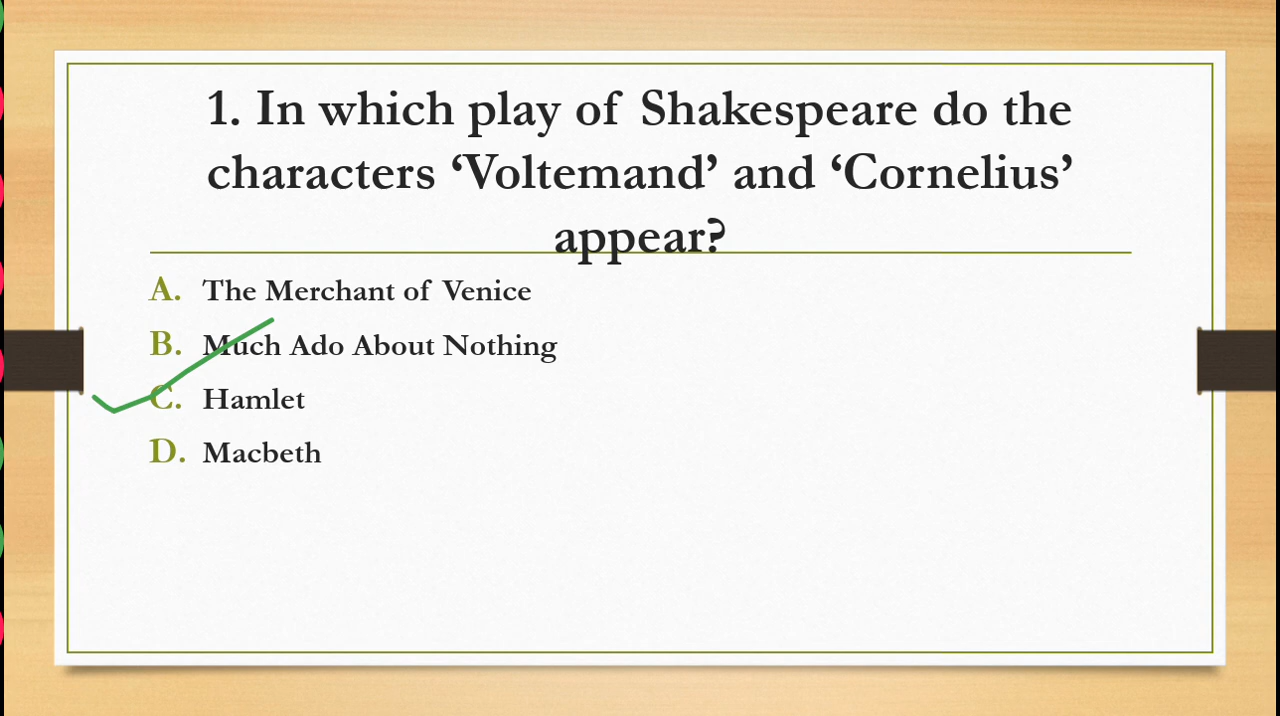 1. In which play of Shakespeare do the
characters ‘Voltemand’ and ‘Cornelius’
appear?
A. The Merchant of Venice
B. Much Ado About Nothing
C. Hamlet
D. Macbeth